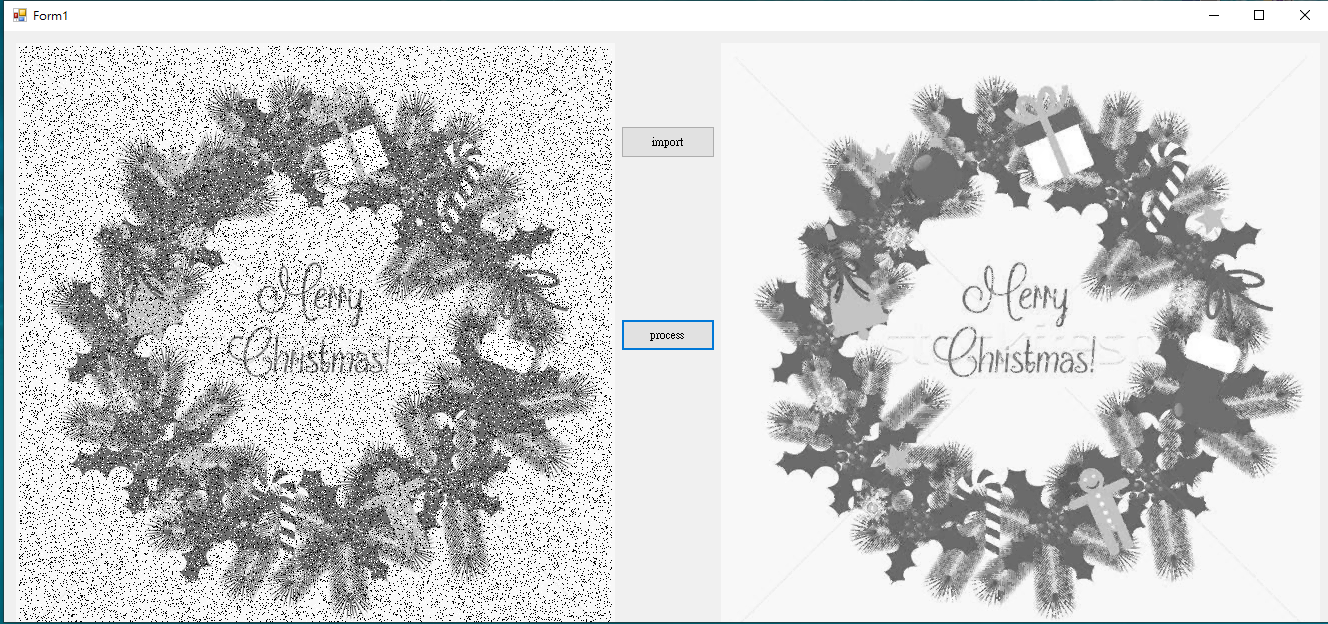 Form1
import
Merry
Christmas!
process
Merry
Christmas!